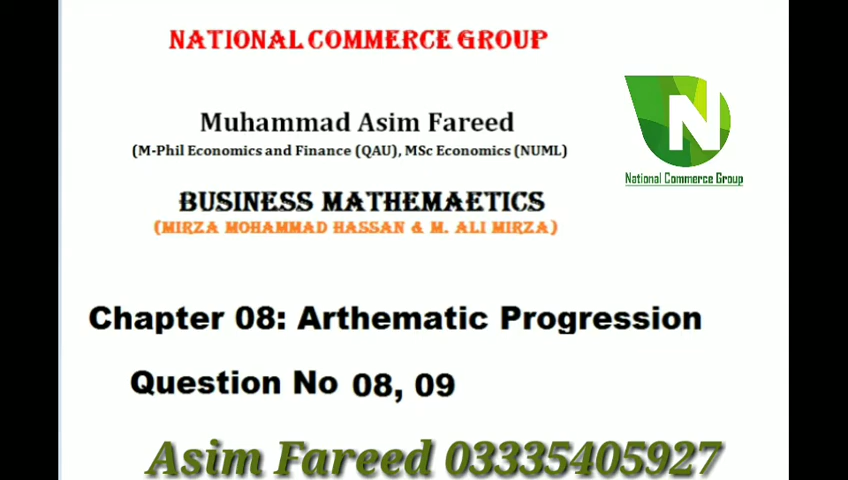 NATIONAL COMMERCE GROUP
Muhammad Asim Fareed
(M-Phil Economics and Finance (QAU), MSc Economics (NUML)
N
National Commerce Group
BUSINESS MATHEMAETICS
(MIRZA MOHAMMAD HASSAN & M. ALI MIRZA)
Chapter 08: Arthematic Progression
Question No 08, 09
Asim Fareed 03335405927